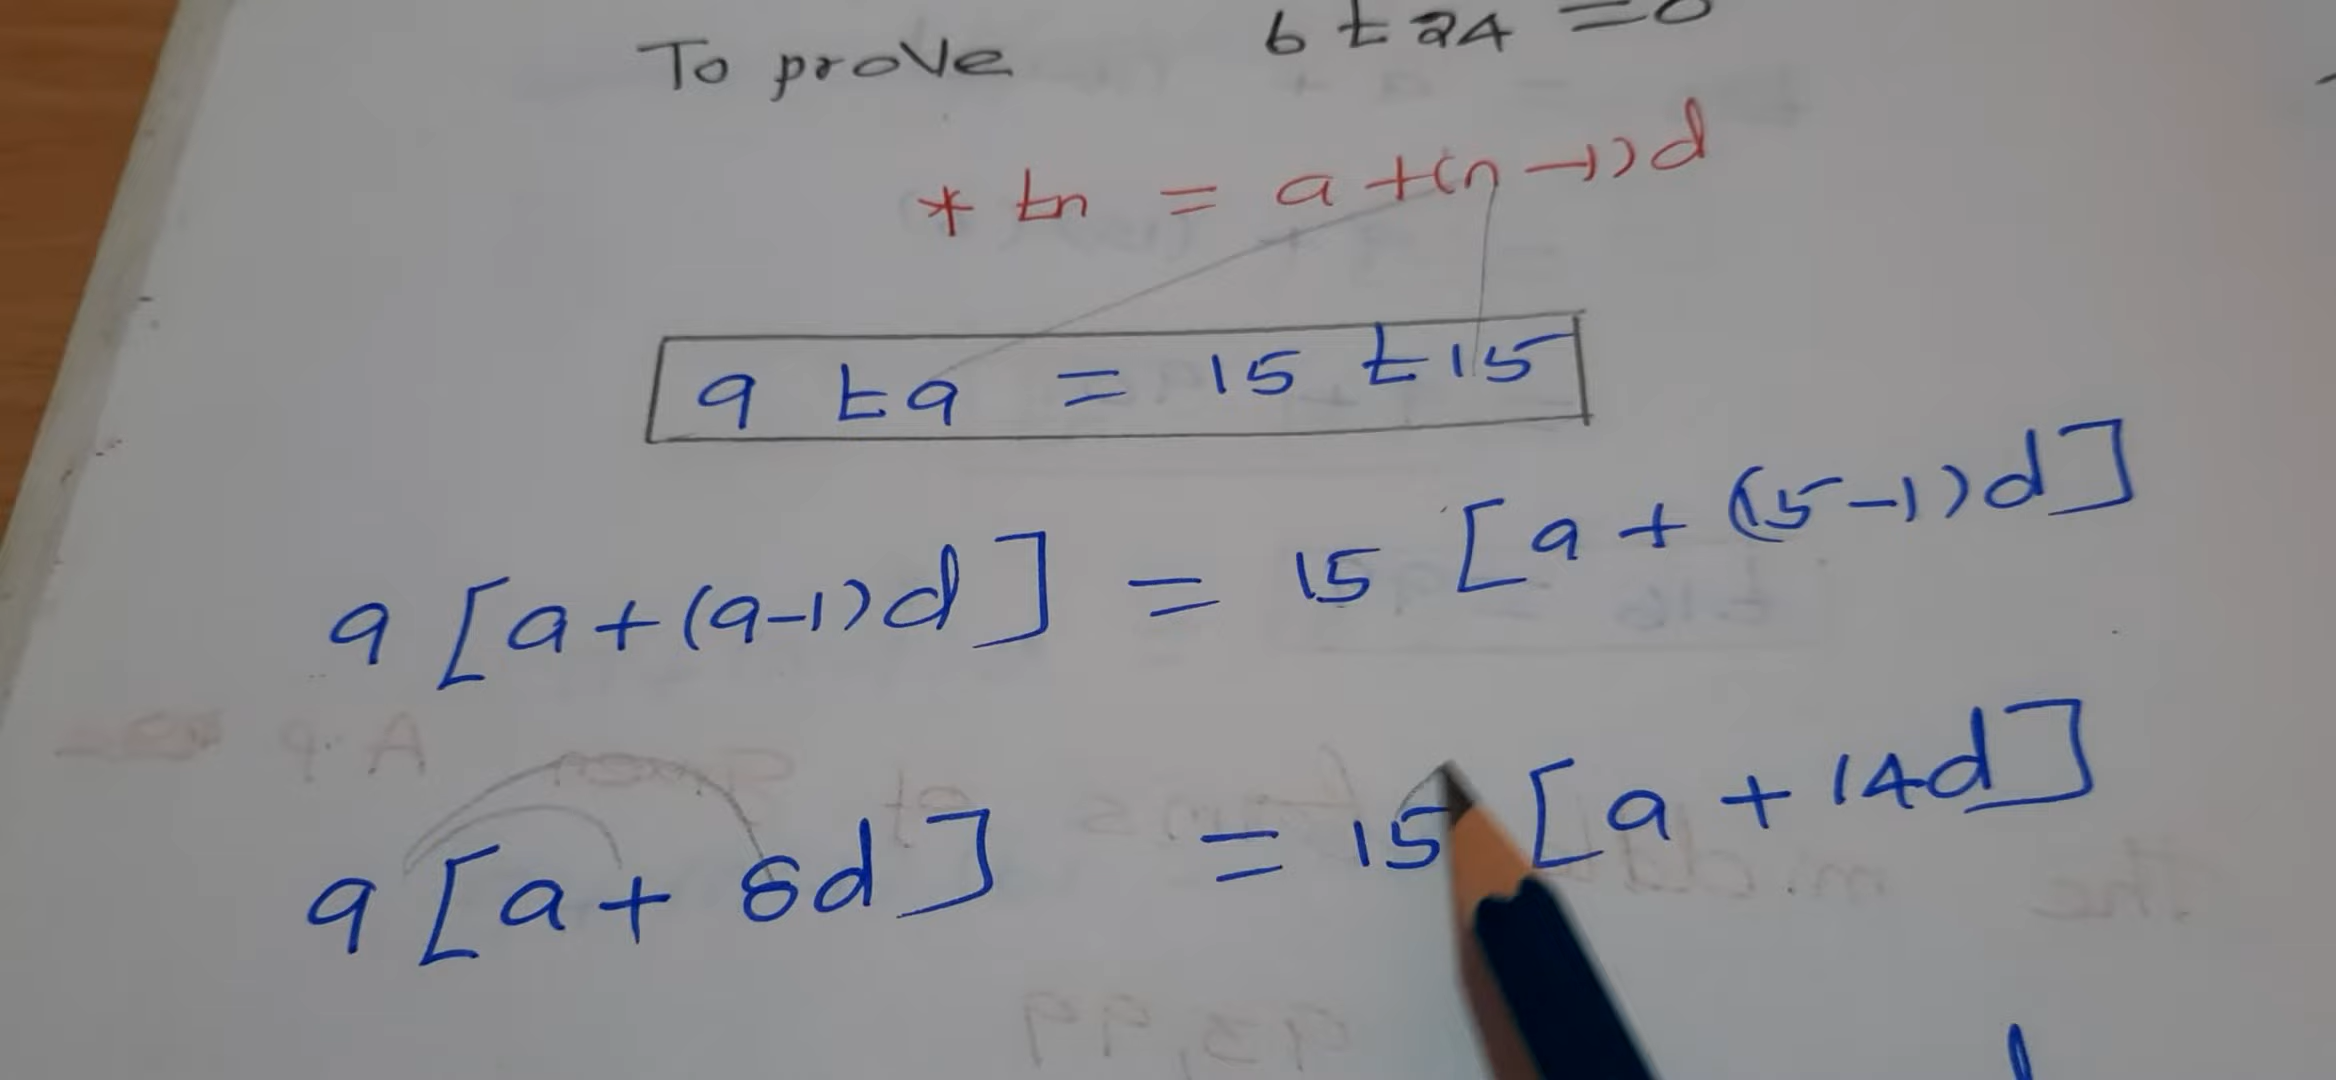 To prove 6 t24 = 0
* tn = a + (n-1)d
9 t9 = 15 t15
9 [a + (9-1)d] = 15 [a + (15-1)d]
9 [a + 8d] = 15 [a + 14d]